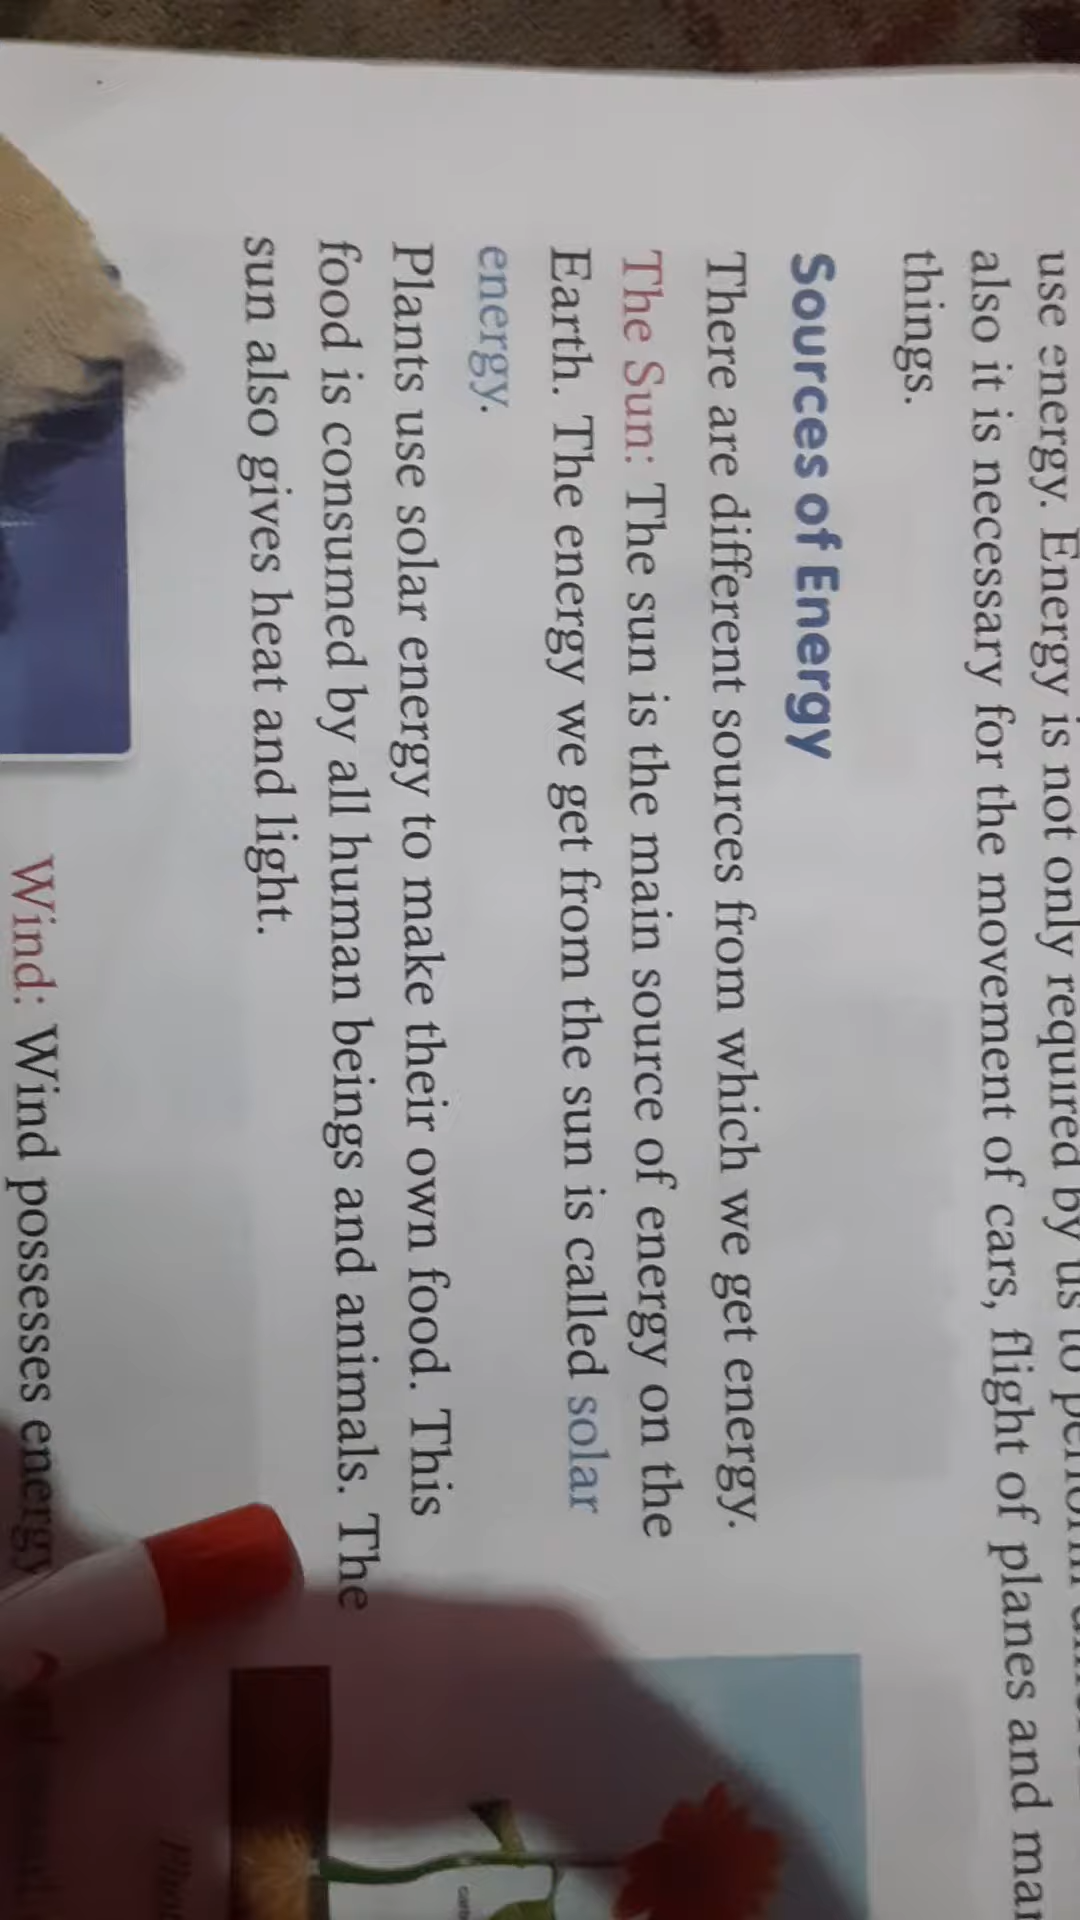 use energy. Energy is not only required by us to perform
also it is necessary for the movement of cars, flight of planes and
things.
Sources of Energy
There are different sources from which we get energy.
The Sun: The sun is the main source of energy on the
Earth. The energy we get from the sun is called solar
energy.
Plants use solar energy to make their own food. This
food is consumed by all human beings and animals. The
sun also gives heat and light.
Wind: Wind possesses energy